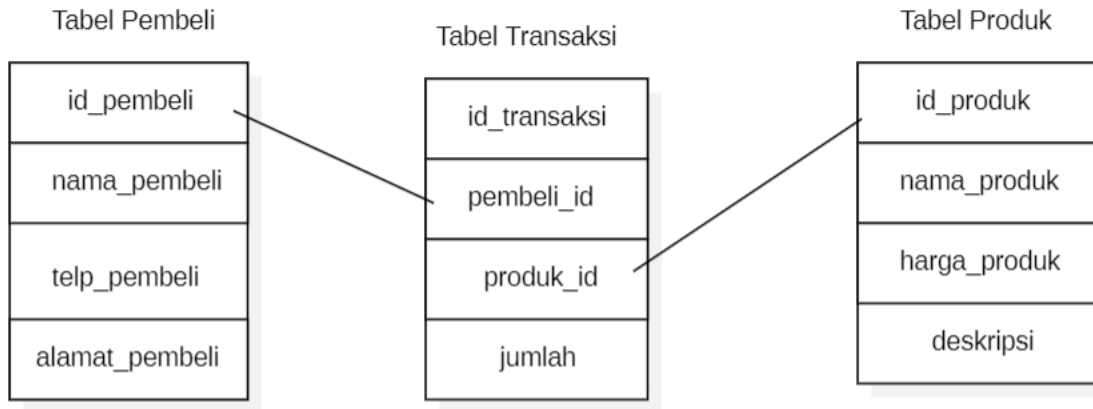 Tabel Pembeli
id_pembeli
nama_pembeli
telp_pembeli
alamat_pembeli
Tabel Transaksi
id_transaksi
pembeli_id
produk_id
jumlah
Tabel Produk
id_produk
nama_produk
harga_produk
deskripsi